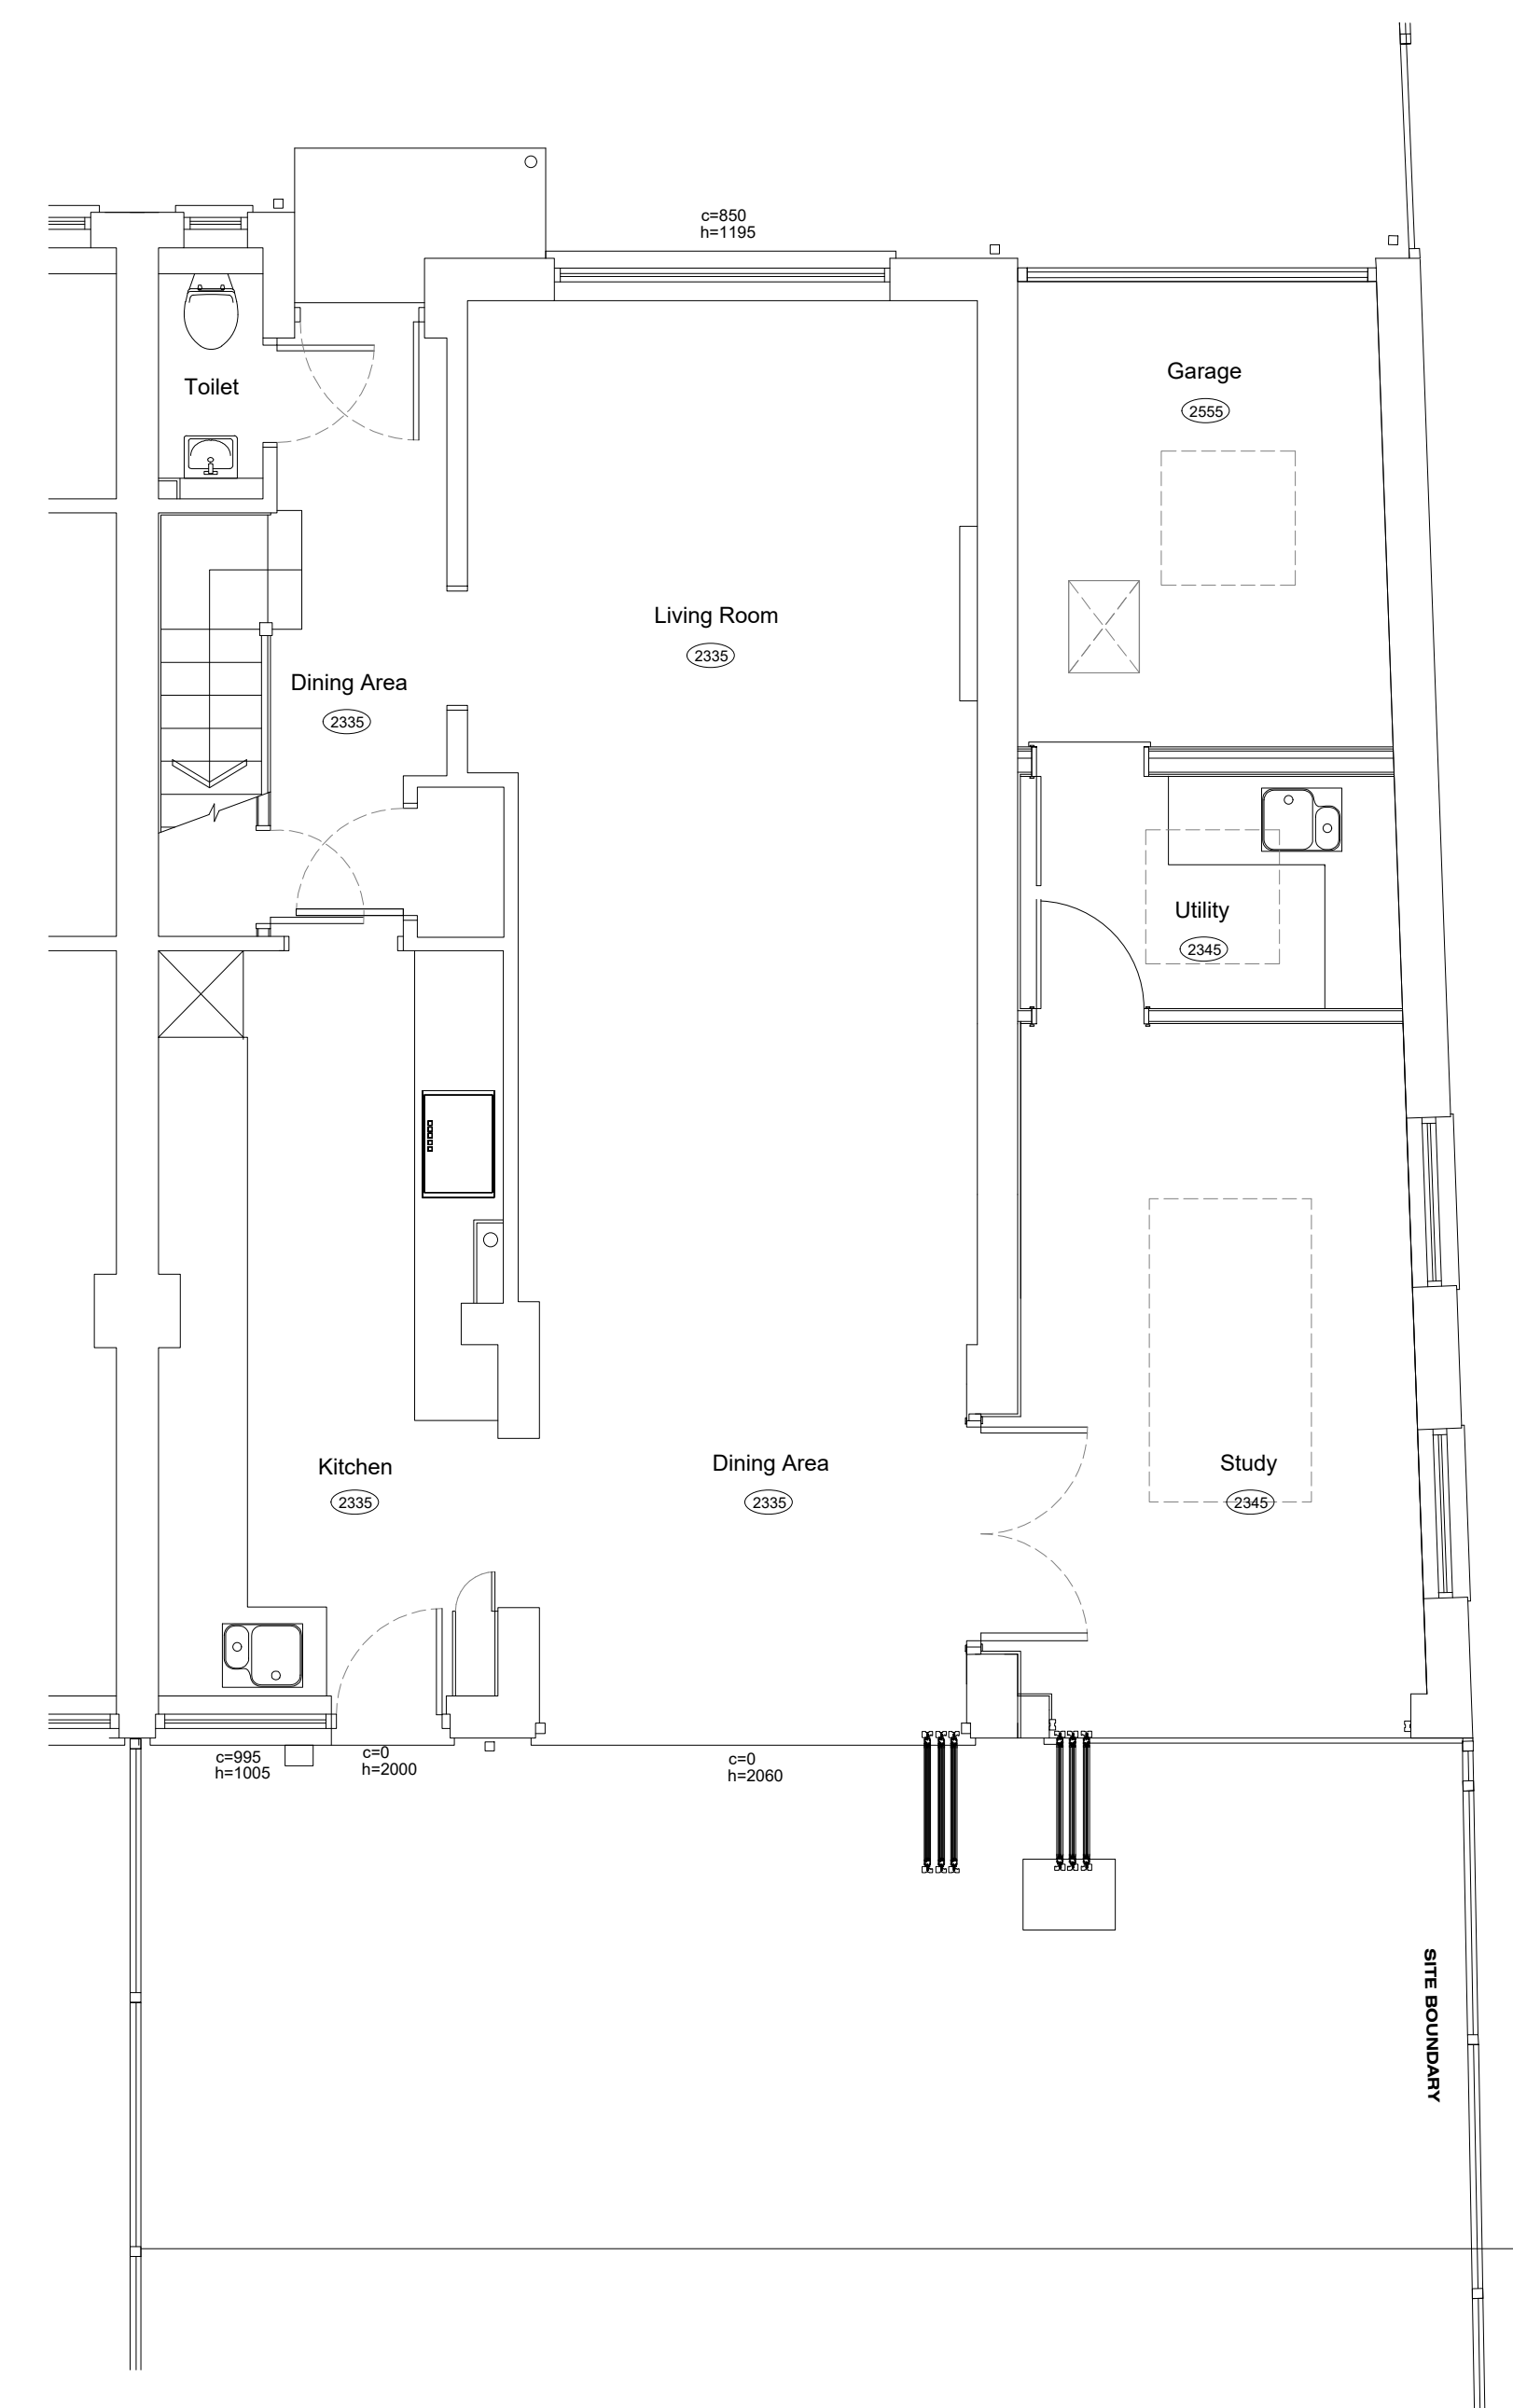 c=850
h=1195
Toilet
Garage
2555
Living Room
2335
Dining Area
2335
Utility
2345
Kitchen
2335
Dining Area
2335
Study
2345
c=995
h=1005
c=0
h=2000
c=0
h=2060
SITE BOUNDARY